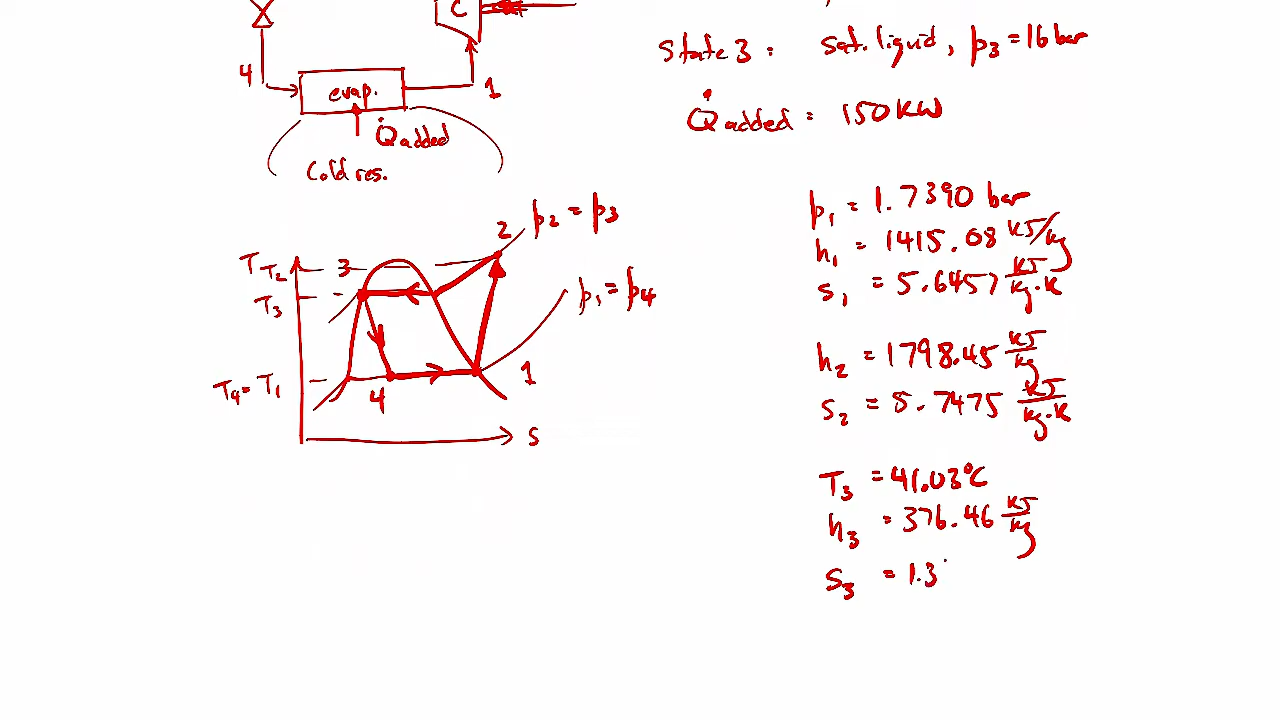 C
4
evap.
1
Q̇ added
Cold res.
State 3 : sat. liquid, p3 = 16 bar
Q̇ added = 150 kW
p1 = 1.7390 bar
h1 = 1415.08 kJ/kg
s1 = 5.6457 kJ/kg·K
h2 = 1798.45 kJ/kg
s2 = 5.7475 kJ/kg·K
T3 = 41.03°C
h3 = 376.46 kJ/kg
s3 = 1.3
T
T2
T3
T4 = T1
3
2
p2 = p3
p1 = p4
4
1
s